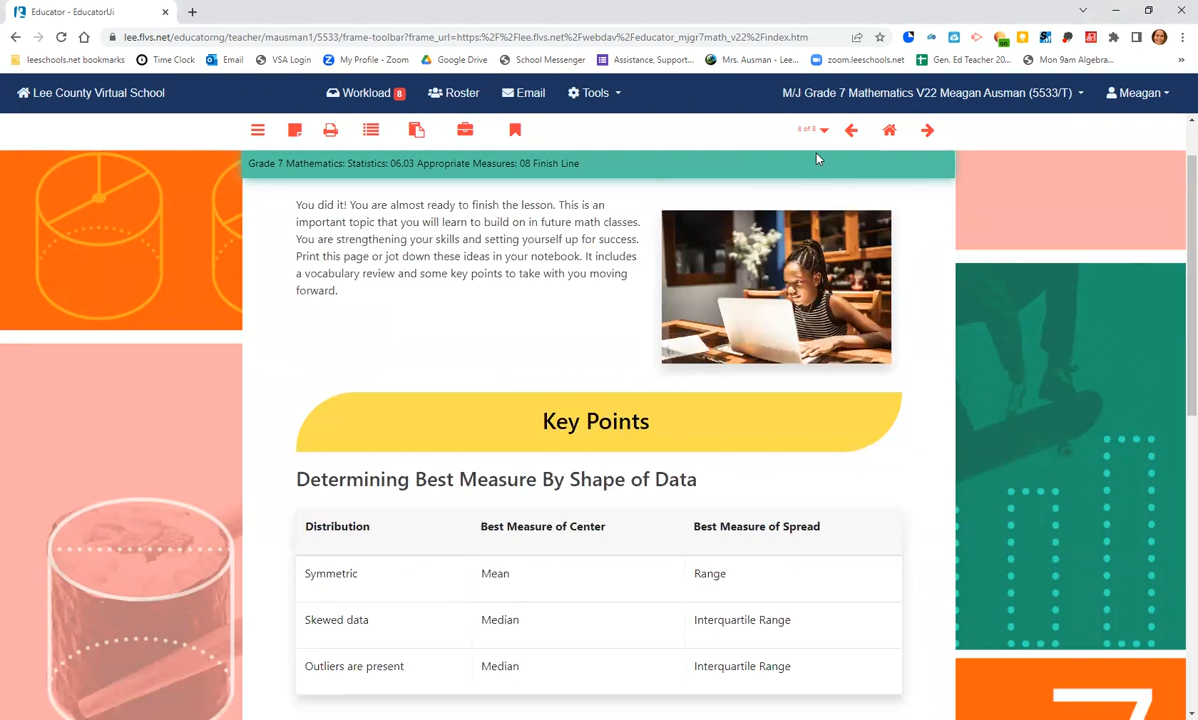 Educator - EducatorUi
lee.flvs.net/educatorng/teacher/mausman1/5533/frame-toolbar?frame_url=https:%2F%2Flee.flvs.net%2Fwebdav%2Feducator_mjgr7math_v22%2Findex.htm
leeschools.net bookmarks Time Clock Email VSA Login My Profile - Zoom Google Drive School Messenger Assistance, Support... Mrs. Ausman - Lee... zoom.leeschools.net Gen. Ed Teacher 20... Mon 9am Algebra... »
Lee County Virtual School Workload 8 Roster Email Tools M/J Grade 7 Mathematics V22 Meagan Ausman (5533/T) Meagan
8 of 8
Grade 7 Mathematics: Statistics: 06.03 Appropriate Measures: 08 Finish Line
You did it! You are almost ready to finish the lesson. This is an
important topic that you will learn to build on in future math classes.
You are strengthening your skills and setting yourself up for success.
Print this page or jot down these ideas in your notebook. It includes
a vocabulary review and some key points to take with you moving
forward.
Key Points
Determining Best Measure By Shape of Data
Distribution Best Measure of Center Best Measure of Spread
Symmetric Mean Range
Skewed data Median Interquartile Range
Outliers are present Median Interquartile Range
7